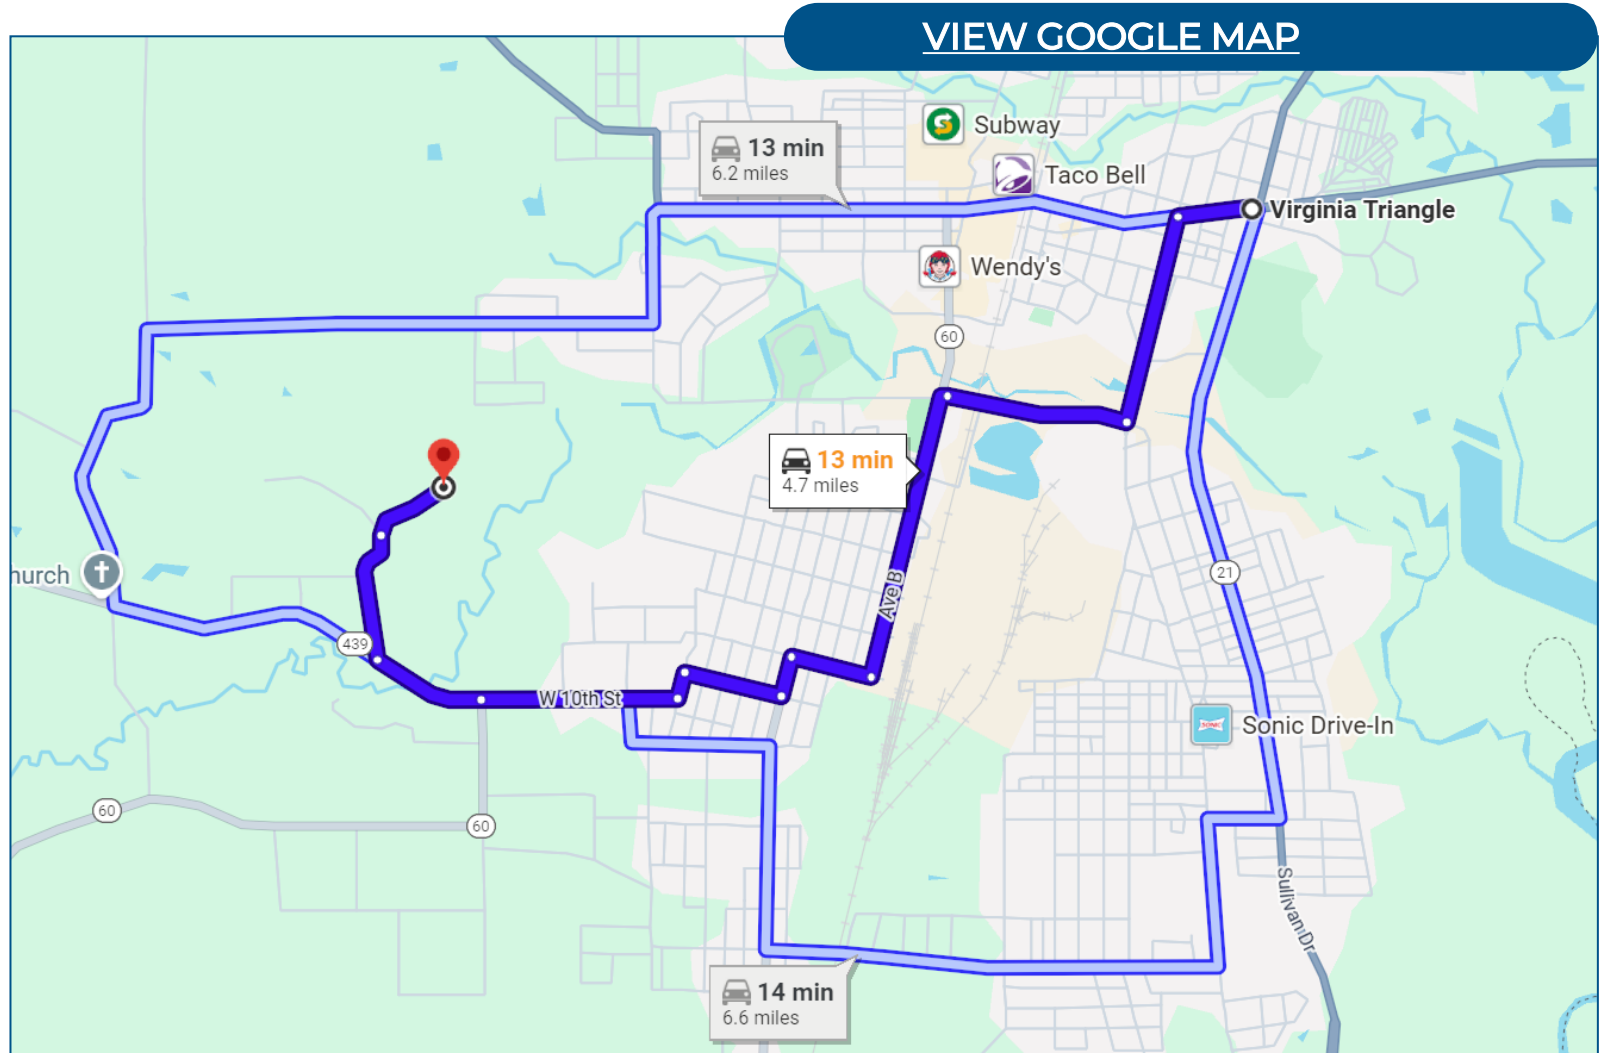 VIEW GOOGLE MAP
Subway
13 min
6.2 miles
Taco Bell
Virginia Triangle
Wendy's
60
13 min
4.7 miles
21
hurch
Ave B
439
W 10th St
Sonic Drive-In
60
60
Sullivan Dr
14 min
6.6 miles